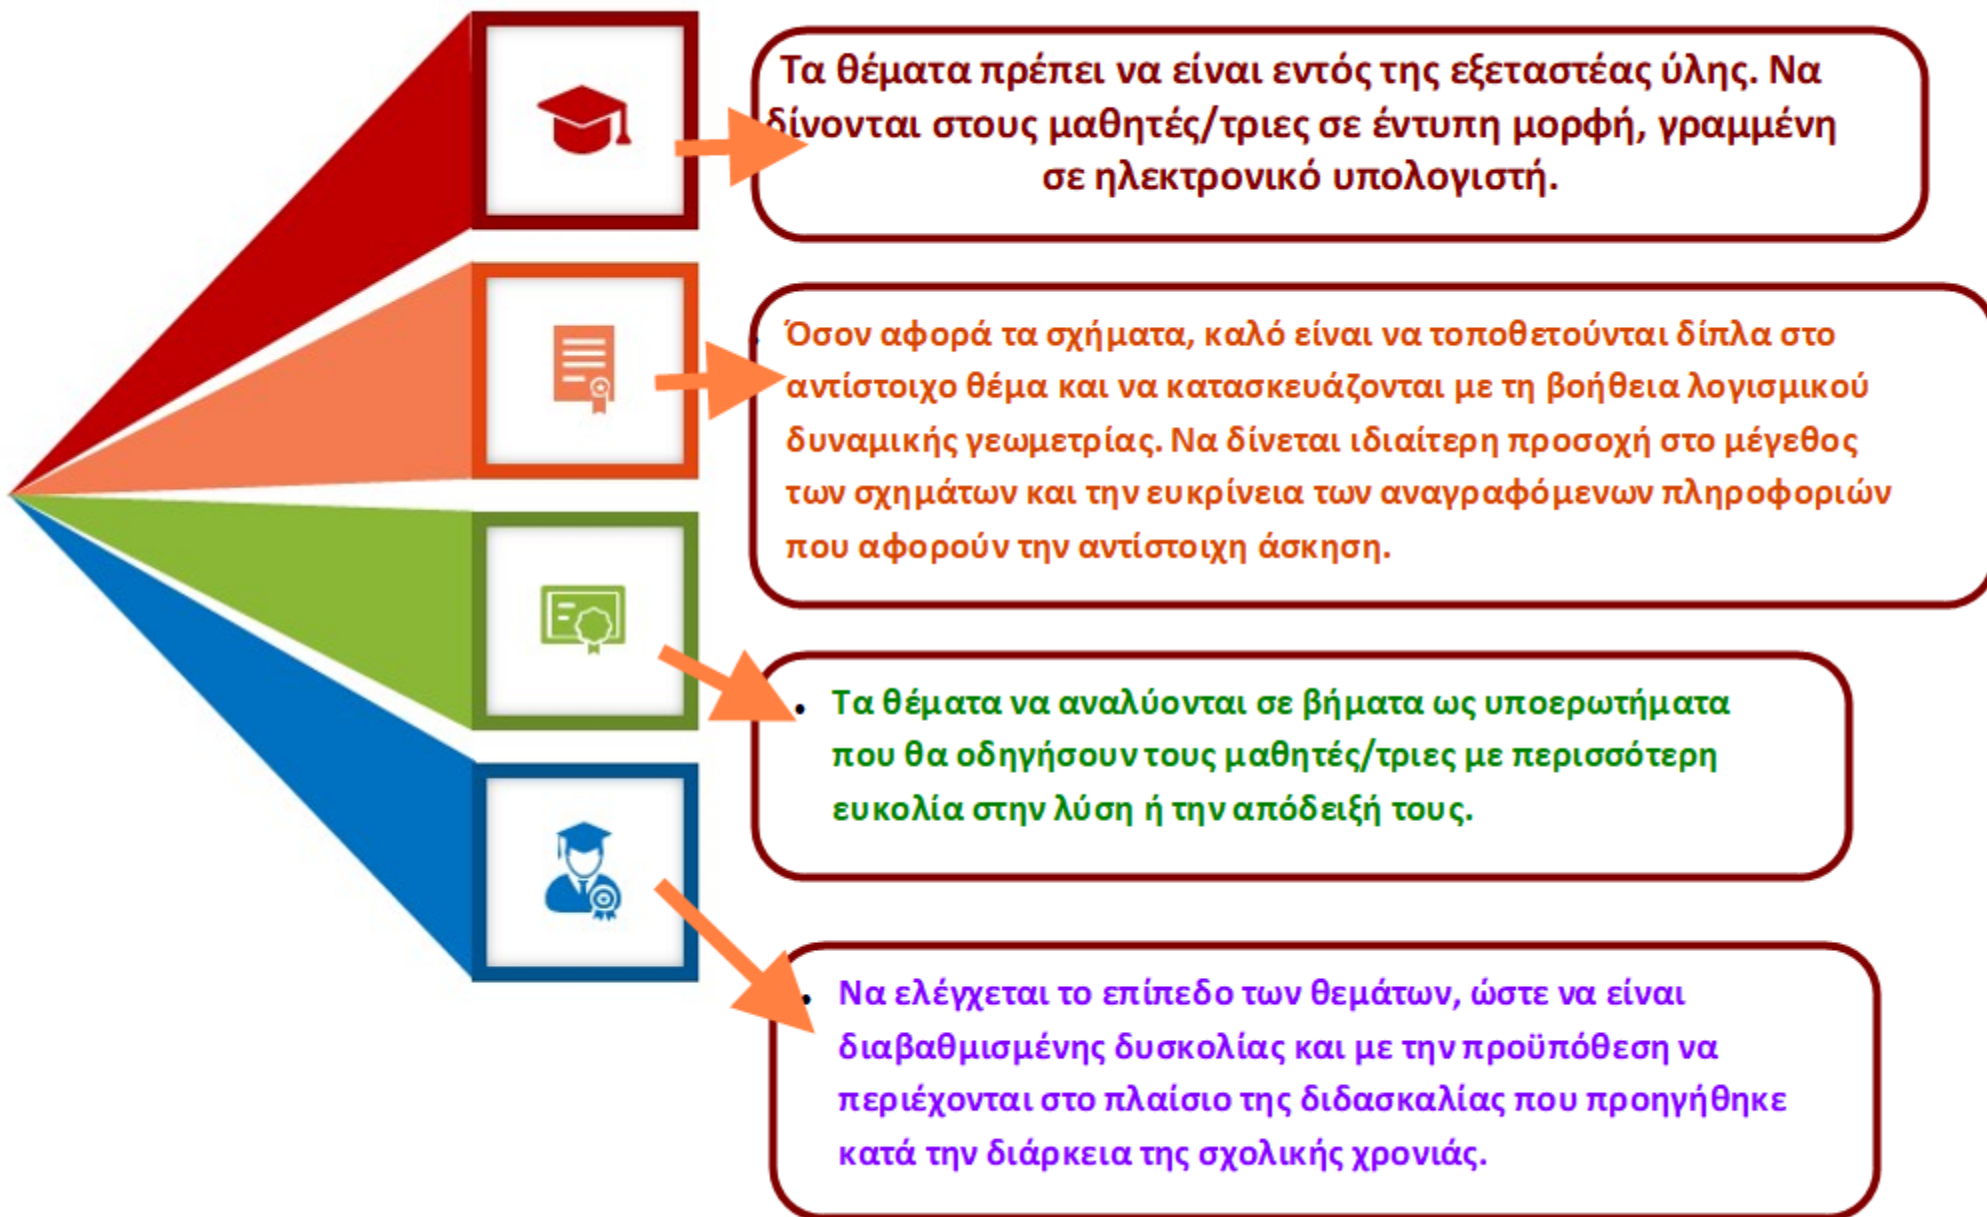 Τα θέματα πρέπει να είναι εντός της εξεταστέας ύλης. Να
δίνονται στους μαθητές/τριες σε έντυπη μορφή, γραμμένη
σε ηλεκτρονικό υπολογιστή.
Όσον αφορά τα σχήματα, καλό είναι να τοποθετούνται δίπλα στο
αντίστοιχο θέμα και να κατασκευάζονται με τη βοήθεια λογισμικού
δυναμικής γεωμετρίας. Να δίνεται ιδιαίτερη προσοχή στο μέγεθος
των σχημάτων και την ευκρίνεια των αναγραφόμενων πληροφοριών
που αφορούν την αντίστοιχη άσκηση.
• Τα θέματα να αναλύονται σε βήματα ως υποερωτήματα
που θα οδηγήσουν τους μαθητές/τριες με περισσότερη
ευκολία στην λύση ή την απόδειξή τους.
• Να ελέγχεται το επίπεδο των θεμάτων, ώστε να είναι
διαβαθμισμένης δυσκολίας και με την προϋπόθεση να
περιέχονται στο πλαίσιο της διδασκαλίας που προηγήθηκε
κατά την διάρκεια της σχολικής χρονιάς.